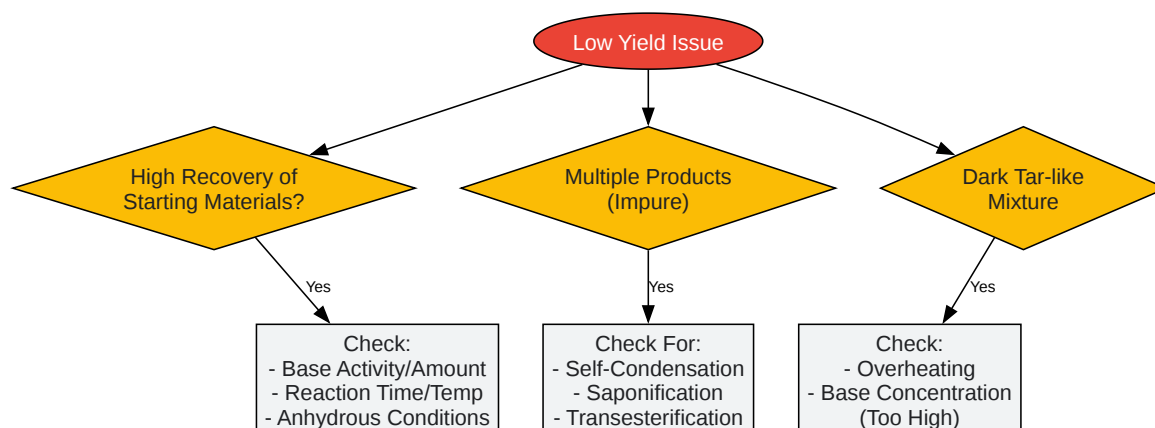 Low Yield Issue
High Recovery of
Starting Materials?
Multiple Products
(Impure)
Dark Tar-like
Mixture
Yes
Yes
Yes
Check:
- Base Activity/Amount
- Reaction Time/Temp
- Anhydrous Conditions
Check For:
- Self-Condensation
- Saponification
- Transesterification
Check:
- Overheating
- Base Concentration
(Too High)